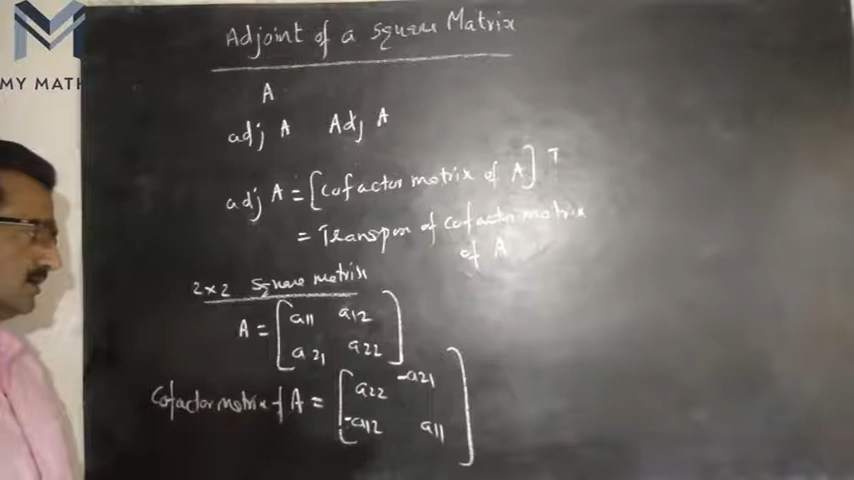 MY MATH
Adjoint of a square Matrix
A
adj A Adj A
adj A = [Cofactor matrix of A] T
= Transpose of cofactor matrix
of A
2×2 Square matrix
A = [a11 a12
a21 a22]
Cofactor matrix of A = [a22 -a21
-a12 a11]